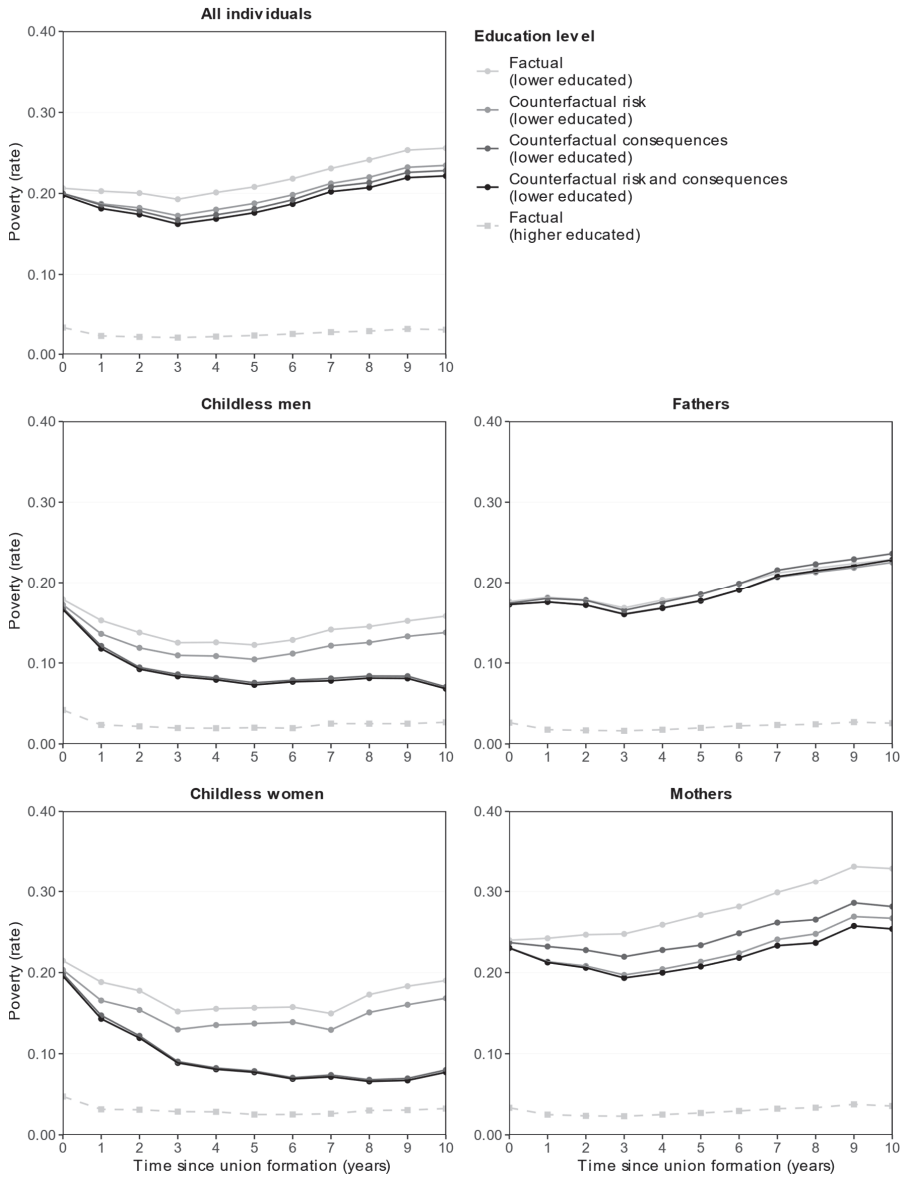 All individuals
Education level
Factual
(lower educated)
Counterfactual risk
(lower educated)
Counterfactual consequences
(lower educated)
Counterfactual risk and consequences
(lower educated)
Factual
(higher educated)
Poverty (rate)
0.40
0.30
0.20
0.10
0.00
0 1 2 3 4 5 6 7 8 9 10
Childless men
Poverty (rate)
0.40
0.30
0.20
0.10
0.00
0 1 2 3 4 5 6 7 8 9 10
Fathers
0.40
0.30
0.20
0.10
0.00
0 1 2 3 4 5 6 7 8 9 10
Childless women
Poverty (rate)
0.40
0.30
0.20
0.10
0.00
0 1 2 3 4 5 6 7 8 9 10
Time since union formation (years)
Mothers
0.40
0.30
0.20
0.10
0.00
0 1 2 3 4 5 6 7 8 9 10
Time since union formation (years)